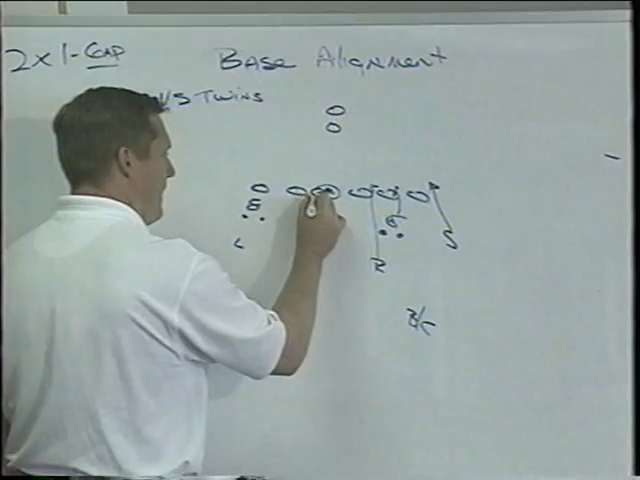 2x1-Gap Base Alignment
VS Twins
E
L S
R
B/C